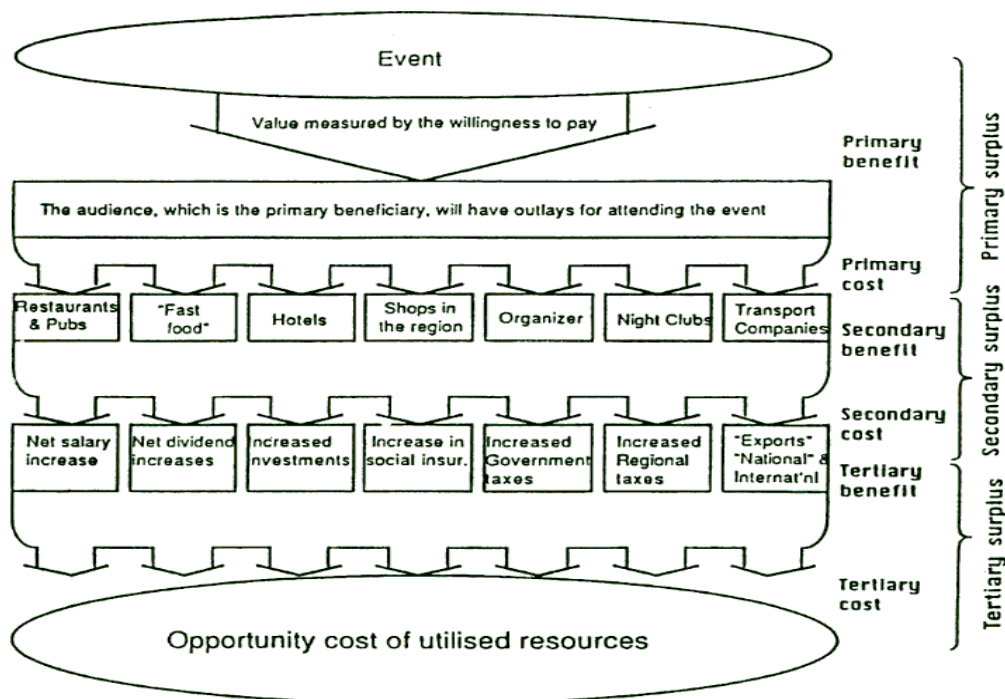 Event
Value measured by the willingness to pay
Primary
benefit
The audience, which is the primary beneficiary, will have outlays for attending the event
Primary surplus
Primary
cost
Restaurants
& Pubs
"Fast
food"
Hotels
Shops in
the region
Organizer
Night Clubs
Transport
Companies
Secondary
benefit
Secondary surplus
Secondary
cost
Net salary
increase
Net dividend
increases
Increased
nvestments
Increase in
social insur.
Increased
Government
taxes
Increased
Regional
taxes
"Exports"
"National" &
Internat'nl
Tertiary
benefit
Tertiary surplus
Tertiary
cost
Opportunity cost of utilised resources